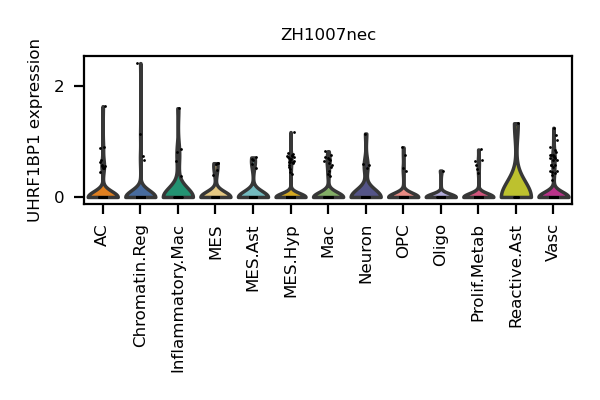 ZH1007nec
UHRF1BP1 expression
2
0
AC
Chromatin.Reg
Inflammatory.Mac
MES
MES.Ast
MES.Hyp
Mac
Neuron
OPC
Oligo
Prolif.Metab
Reactive.Ast
Vasc